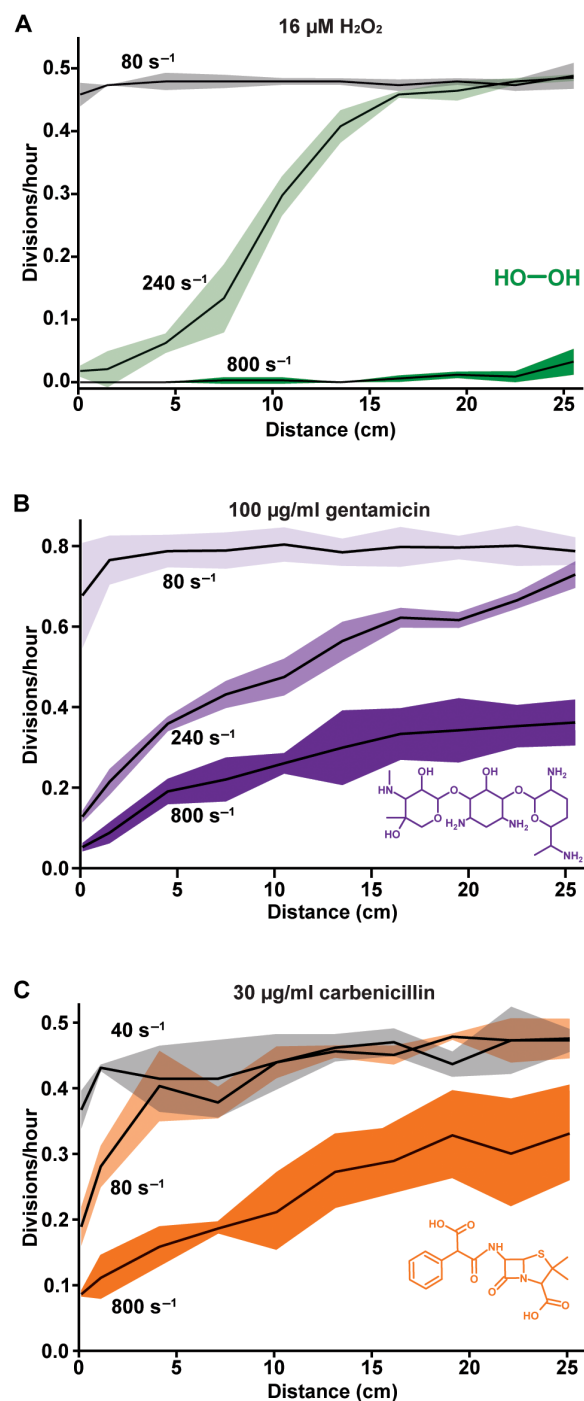 A
16 µM H₂O₂
80 s⁻¹
0.5
0.4
0.3
0.2
0.1
0.0
Divisions/hour
240 s⁻¹
HO—OH
800 s⁻¹
0 5 10 15 20 25
Distance (cm)
B
100 µg/ml gentamicin
0.8
0.6
0.4
0.2
0.0
Divisions/hour
80 s⁻¹
240 s⁻¹
800 s⁻¹
HN OH OH NH₂
O O
HO O H₂N NH₂ O
NH₂
0 5 10 15 20 25
Distance (cm)
C
30 µg/ml carbenicillin
0.5
0.4
0.3
0.2
0.1
0.0
Divisions/hour
40 s⁻¹
80 s⁻¹
800 s⁻¹
HO O
NH S
O O N
O
HO
0 5 10 15 20 25
Distance (cm)